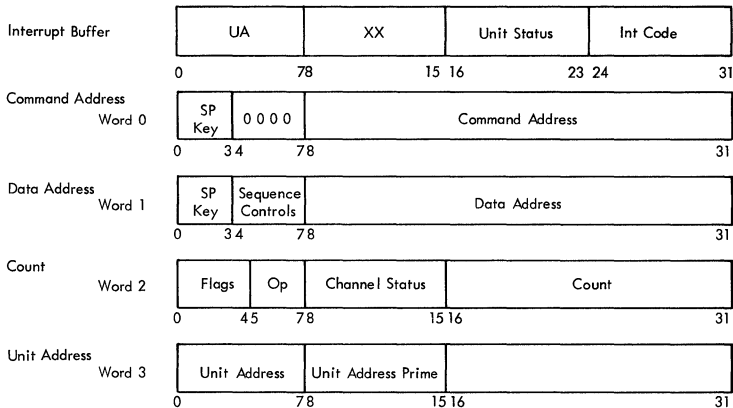 Interrupt Buffer UA XX Unit Status Int Code
0 7 8 15 16 23 24 31
Command Address
Word 0 SP Key 0 0 0 0 Command Address
0 3 4 7 8 31
Data Address
Word 1 SP Key Sequence Controls Data Address
0 3 4 7 8 31
Count
Word 2 Flags Op Channel Status Count
0 4 5 7 8 15 16 31
Unit Address
Word 3 Unit Address Unit Address Prime
0 7 8 15 16 31